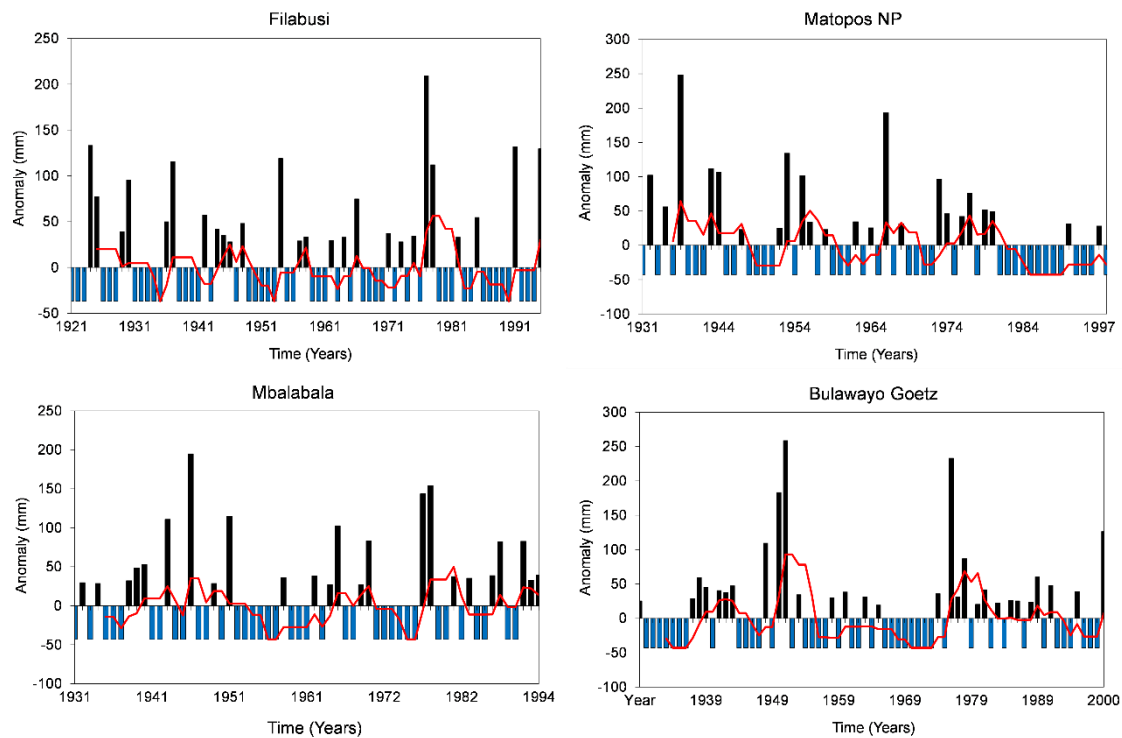 Filabusi
250
200
150
100
50
0
-50
Anomaly (mm)
1921 1931 1941 1951 1961 1971 1981 1991
Time (Years)
Matopos NP
300
250
200
150
100
50
0
-50
-100
Anomaly (mm)
1931 1944 1954 1964 1974 1984 1997
Time (Years)
Mbalabala
250
200
150
100
50
0
-50
-100
Anomaly (mm)
1931 1941 1951 1961 1972 1982 1994
Time (Years)
Bulawayo Goetz
300
250
200
150
100
50
0
-50
-100
Anomaly (mm)
Year 1939 1949 1959 1969 1979 1989 2000
Time (Years)